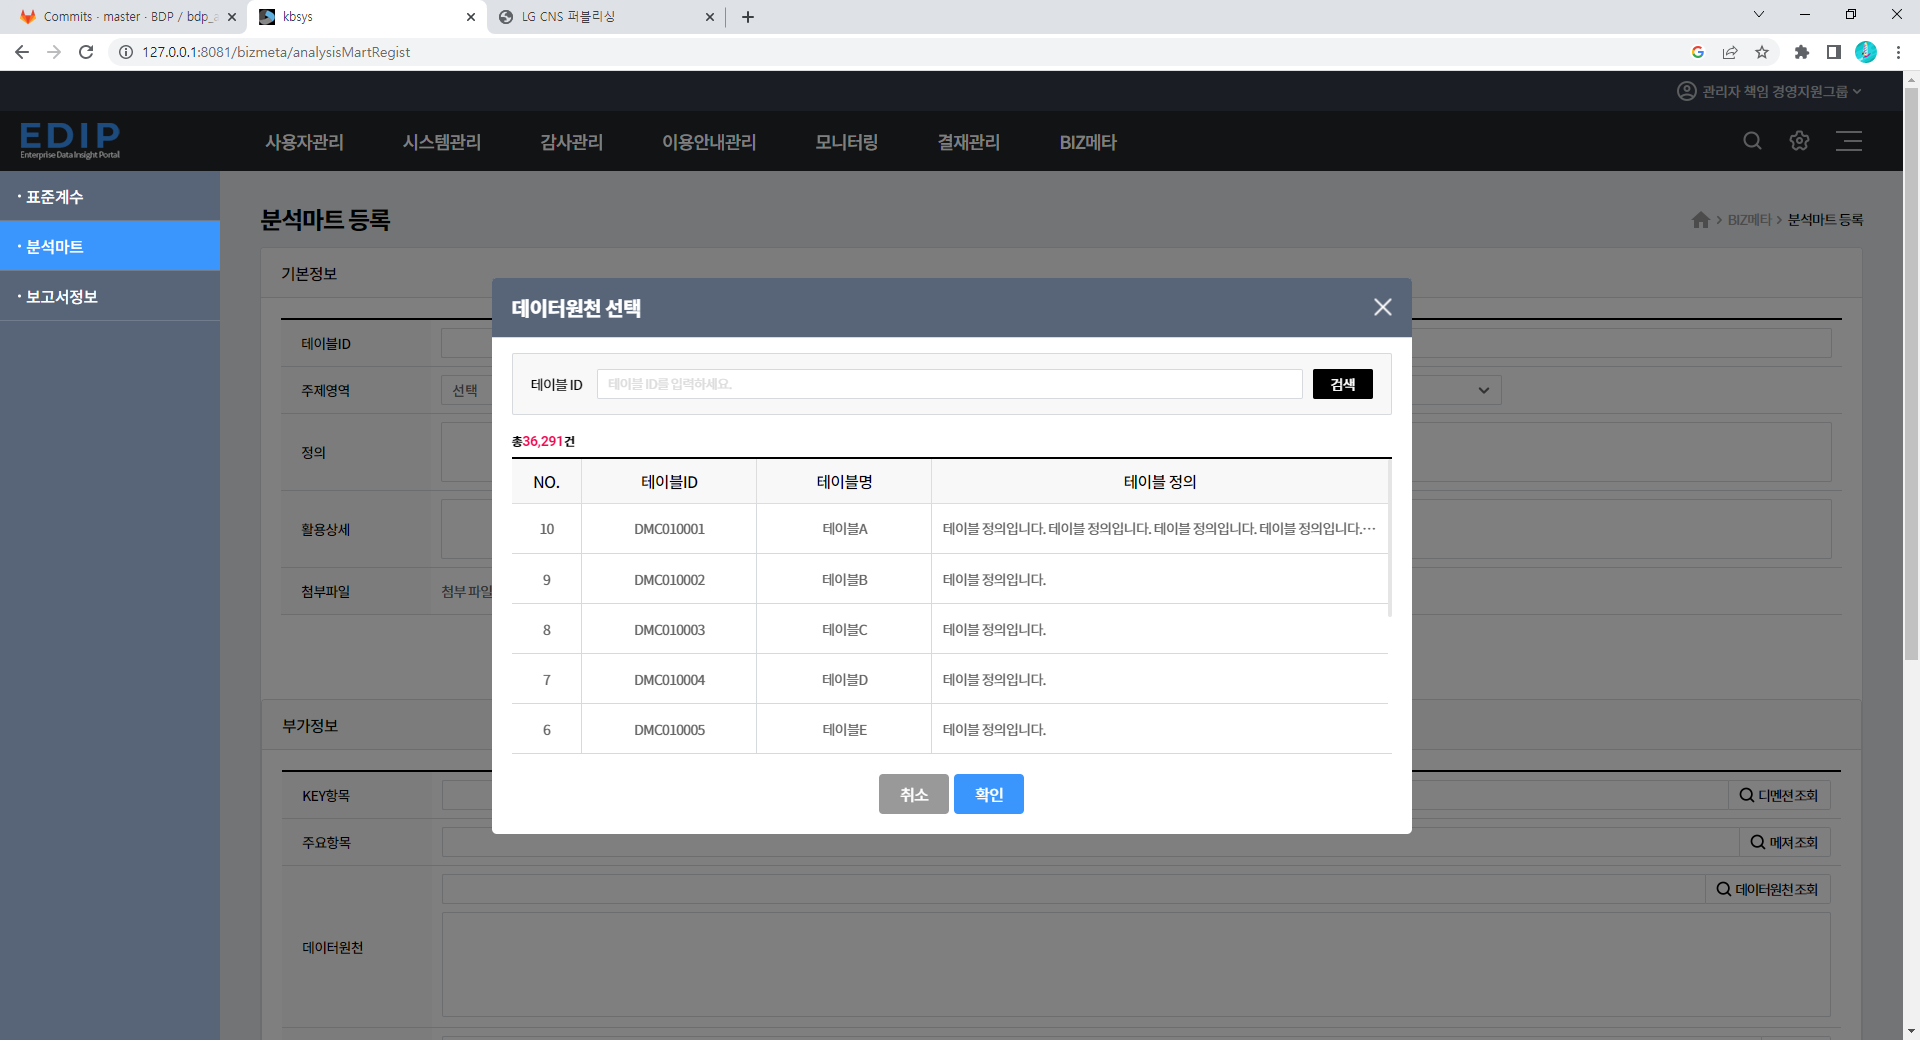 Commits · master · BDP / bdp_a
kbsys
LG CNS 퍼블리싱
127.0.0.1:8081/bizmeta/analysisMartRegist
관리자 책임 경영지원그룹
EDIP
Enterprise Data Insight Portal
사용자관리 시스템관리 감사관리 이용안내관리 모니터링 결재관리 BIZ메타
· 표준계수
· 분석마트
· 보고서정보
분석마트 등록
BIZ메타 > 분석마트 등록
기본정보
테이블ID
주제영역 선택
정의
활용상세
첨부파일 첨부 파일
데이터원천 선택
테이블 ID 테이블 ID를 입력하세요. 검색
총36,291건
NO. 테이블ID 테이블명 테이블 정의
10 DMC010001 테이블A 테이블 정의입니다. 테이블 정의입니다. 테이블 정의입니다. 테이블 정의입니다.…
9 DMC010002 테이블B 테이블 정의입니다.
8 DMC010003 테이블C 테이블 정의입니다.
7 DMC010004 테이블D 테이블 정의입니다.
6 DMC010005 테이블E 테이블 정의입니다.
취소 확인
부가정보
KEY항목 디멘션조회
주요항목 메져조회
데이터원천조회
데이터원천